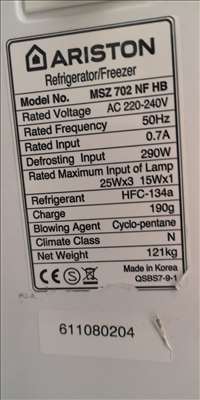 ARISTON
Refrigerator/Freezer
Model No. MSZ 702 NF HB
Rated Voltage AC 220-240V
Rated Frequency 50Hz
Rated Input 0.7A
Defrosting Input 290W
Rated Maximum Input of Lamp
25Wx3 15Wx1
Refrigerant HFC-134a
Charge 190g
Blowing Agent Cyclo-pentane
Climate Class N
Net Weight 121kg
CE S Made in Korea
QSBS7-9-1
611080204